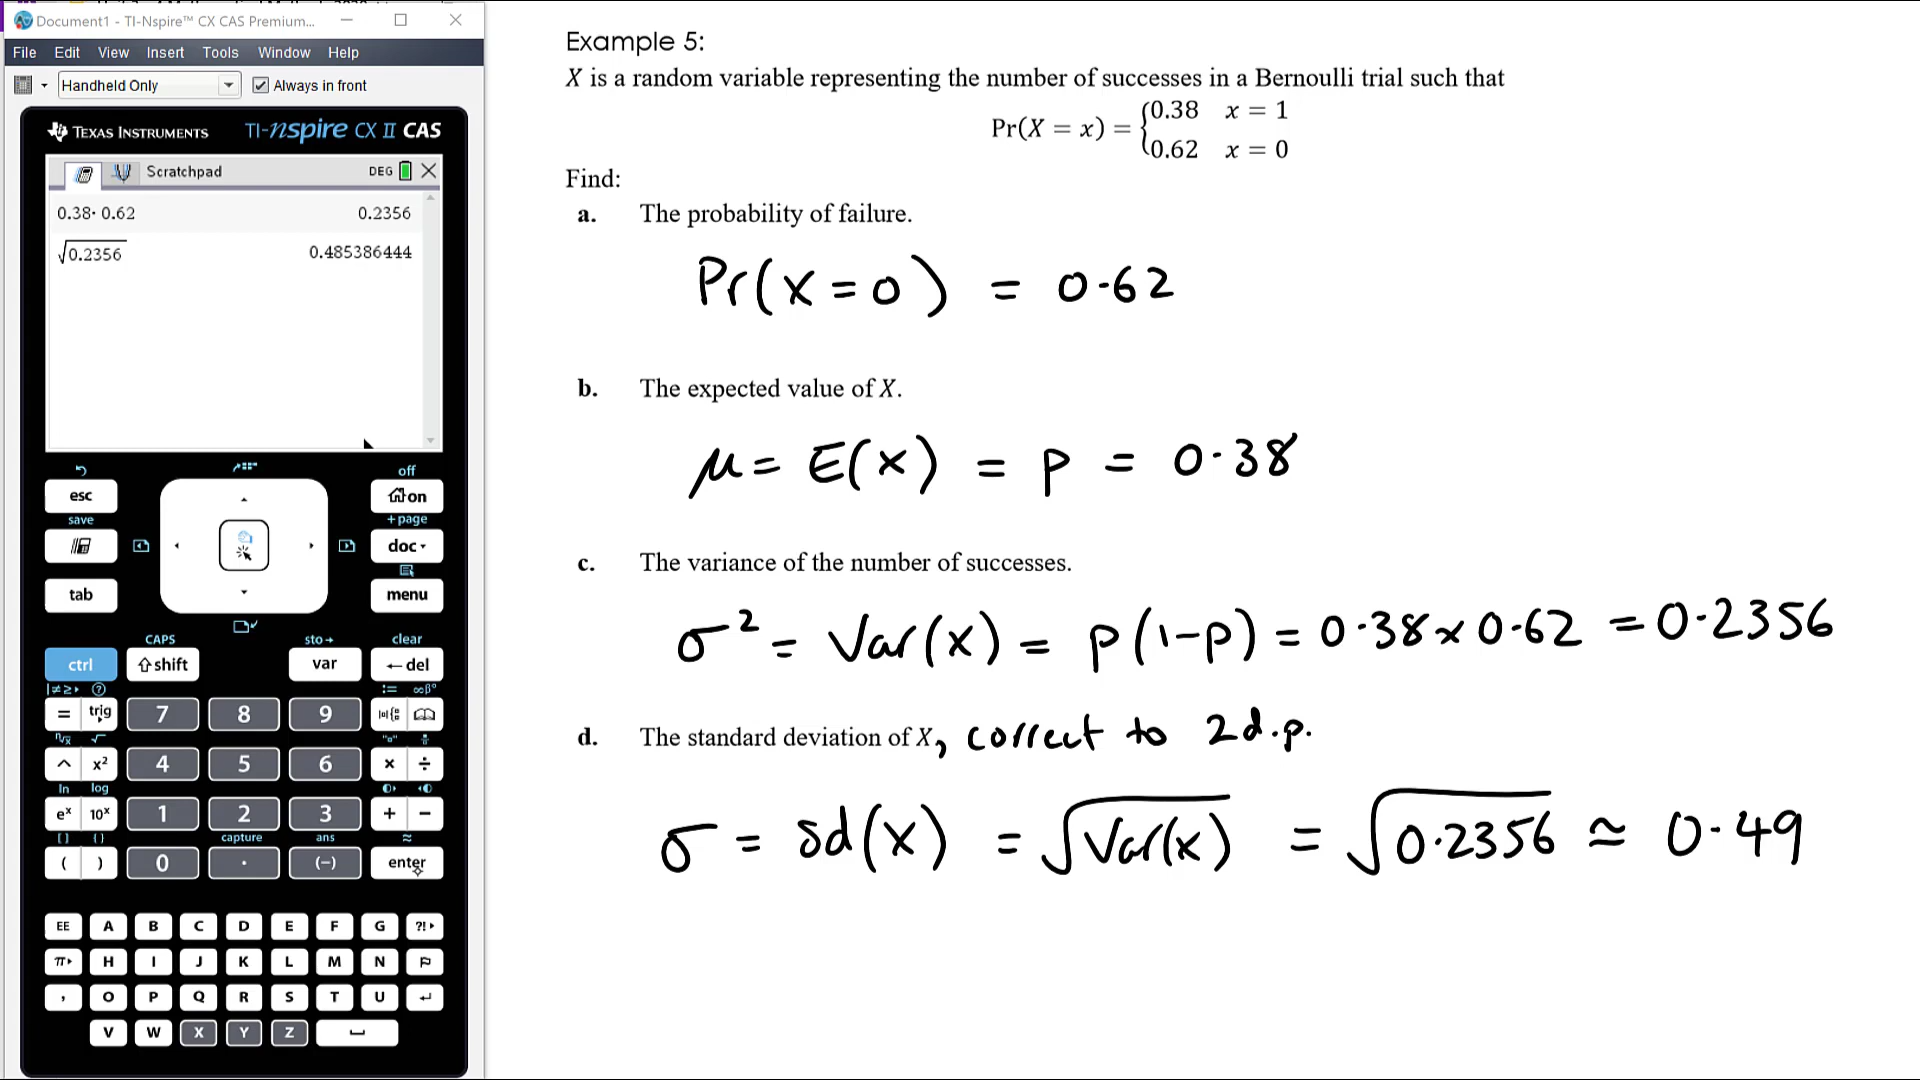 Document1 - TI-Nspire™ CX CAS Premium...
File Edit View Insert Tools Window Help
Handheld Only Always in front
TEXAS INSTRUMENTS TI-nspire CX II CAS
Scratchpad DEG
0.38·0.62 0.2356
√0.2356 0.485386444
off
esc on
save +page
doc
tab menu
CAPS sto→ clear
ctrl ⇧shift var ←del
|≠≥▸ ? := ∞β°
= trig 7 8 9
ⁿ√x √ "∘"
^ x² 4 5 6 × ÷
ln log
eˣ 10ˣ 1 2 3 + −
[ ] { } capture ans ≈
( ) 0 . (−) enter
EE A B C D E F G ?!▸
π▸ H I J K L M N
, O P Q R S T U ↵
V W X Y Z
Example 5:
X is a random variable representing the number of successes in a Bernoulli trial such that
Pr(X = x) = {0.38 x = 1
0.62 x = 0
Find:
a. The probability of failure.
Pr(X = 0) = 0.62
b. The expected value of X.
μ = E(X) = p = 0.38
c. The variance of the number of successes.
σ² = Var(X) = p(1−p) = 0.38 × 0.62 = 0.2356
d. The standard deviation of X, correct to 2 d.p.
σ = sd(X) = √Var(X) = √0.2356 ≈ 0.49